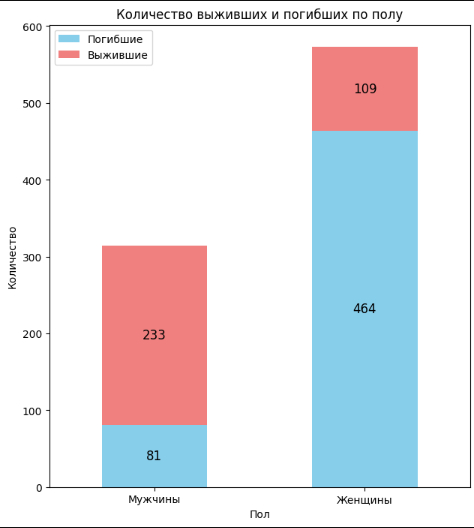 Количество выживших и погибших по полу
Погибшие
Выжившие
600
500
400
300
200
100
0
Количество
109
464
233
81
Мужчины
Женщины
Пол